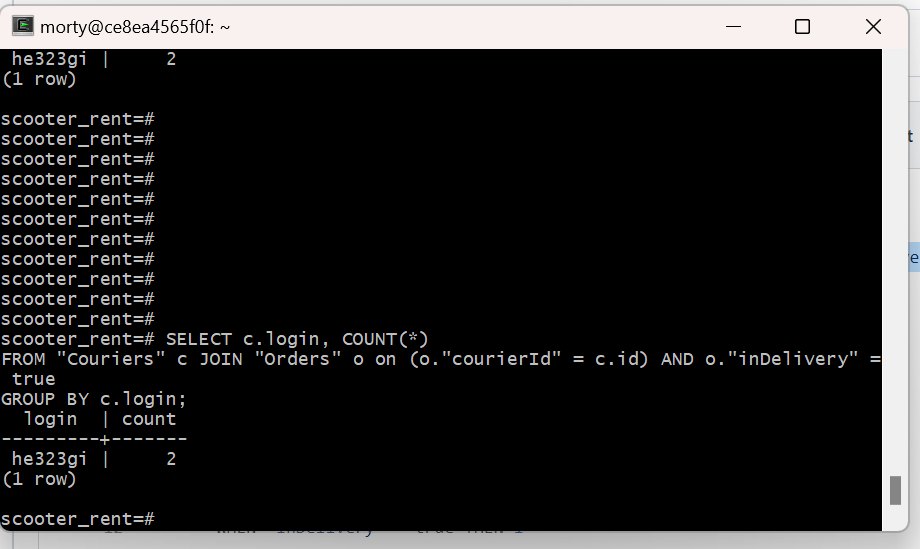 morty@ce8ea4565f0f: ~
he323gi |      2
(1 row)
scooter_rent=#
scooter_rent=#
scooter_rent=#
scooter_rent=#
scooter_rent=#
scooter_rent=#
scooter_rent=#
scooter_rent=#
scooter_rent=#
scooter_rent=#
scooter_rent=#
scooter_rent=# SELECT c.login, COUNT(*)
FROM "Couriers" c JOIN "Orders" o on (o."courierId" = c.id) AND o."inDelivery" =
true
GROUP BY c.login;
login  | count
---------+-------
he323gi |      2
(1 row)
scooter_rent=#